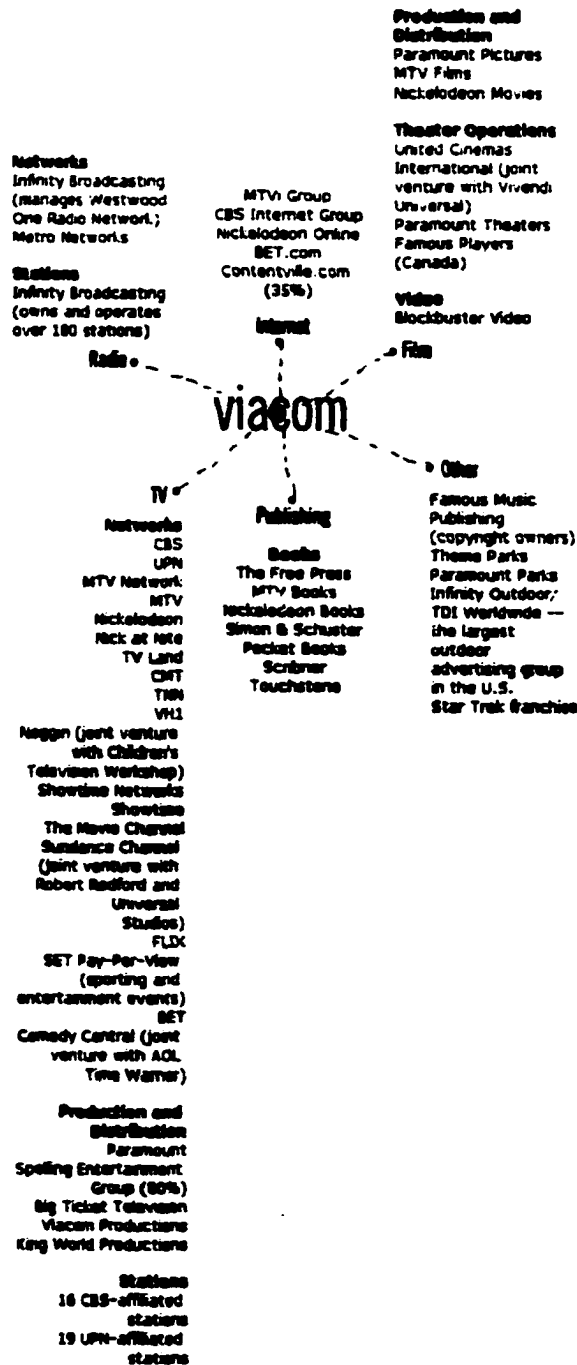 Networks
Infinity Broadcasting
(manages Westwood
One Radio Network)
Metro Networks
Stations
Infinity Broadcasting
(owns and operates
over 180 stations)
Radio
MTVi Group
CBS Internet Group
Nickelodeon Online
BET.com
Contentville.com
(35%)
Internet
Production and
Distribution
Paramount Pictures
MTV Films
Nickelodeon Movies
Theater Operations
United Cinemas
International (joint
venture with Vivendi
Universal)
Paramount Theaters
Famous Players
(Canada)
Video
Blockbuster Video
Film
viacom
TV
Networks
CBS
UPN
MTV Network
MTV
Nickelodeon
Nick at Nite
TV Land
CMT
TNN
VH1
Noggin (joint venture
with Children's
Television Workshop)
Showtime Networks
Showtime
The Movie Channel
Sundance Channel
(joint venture with
Robert Redford and
Universal
Studios)
FLIX
SET Pay-Per-View
(sporting and
entertainment events)
BET
Comedy Central (joint
venture with AOL
Time Warner)
Production and
Distribution
Paramount
Spelling Entertainment
Group (80%)
Big Ticket Television
Viacom Productions
King World Productions
Stations
16 CBS-affiliated
stations
19 UPN-affiliated
stations
Publishing
Books
The Free Press
MTV Books
Nickelodeon Books
Simon & Schuster
Pocket Books
Scribner
Touchstone
Other
Famous Music
Publishing
(copyright owners)
Theme Parks
Paramount Parks
Infinity Outdoor/
TDI Worldwide —
the largest
outdoor
advertising group
in the U.S.
Star Trek franchise